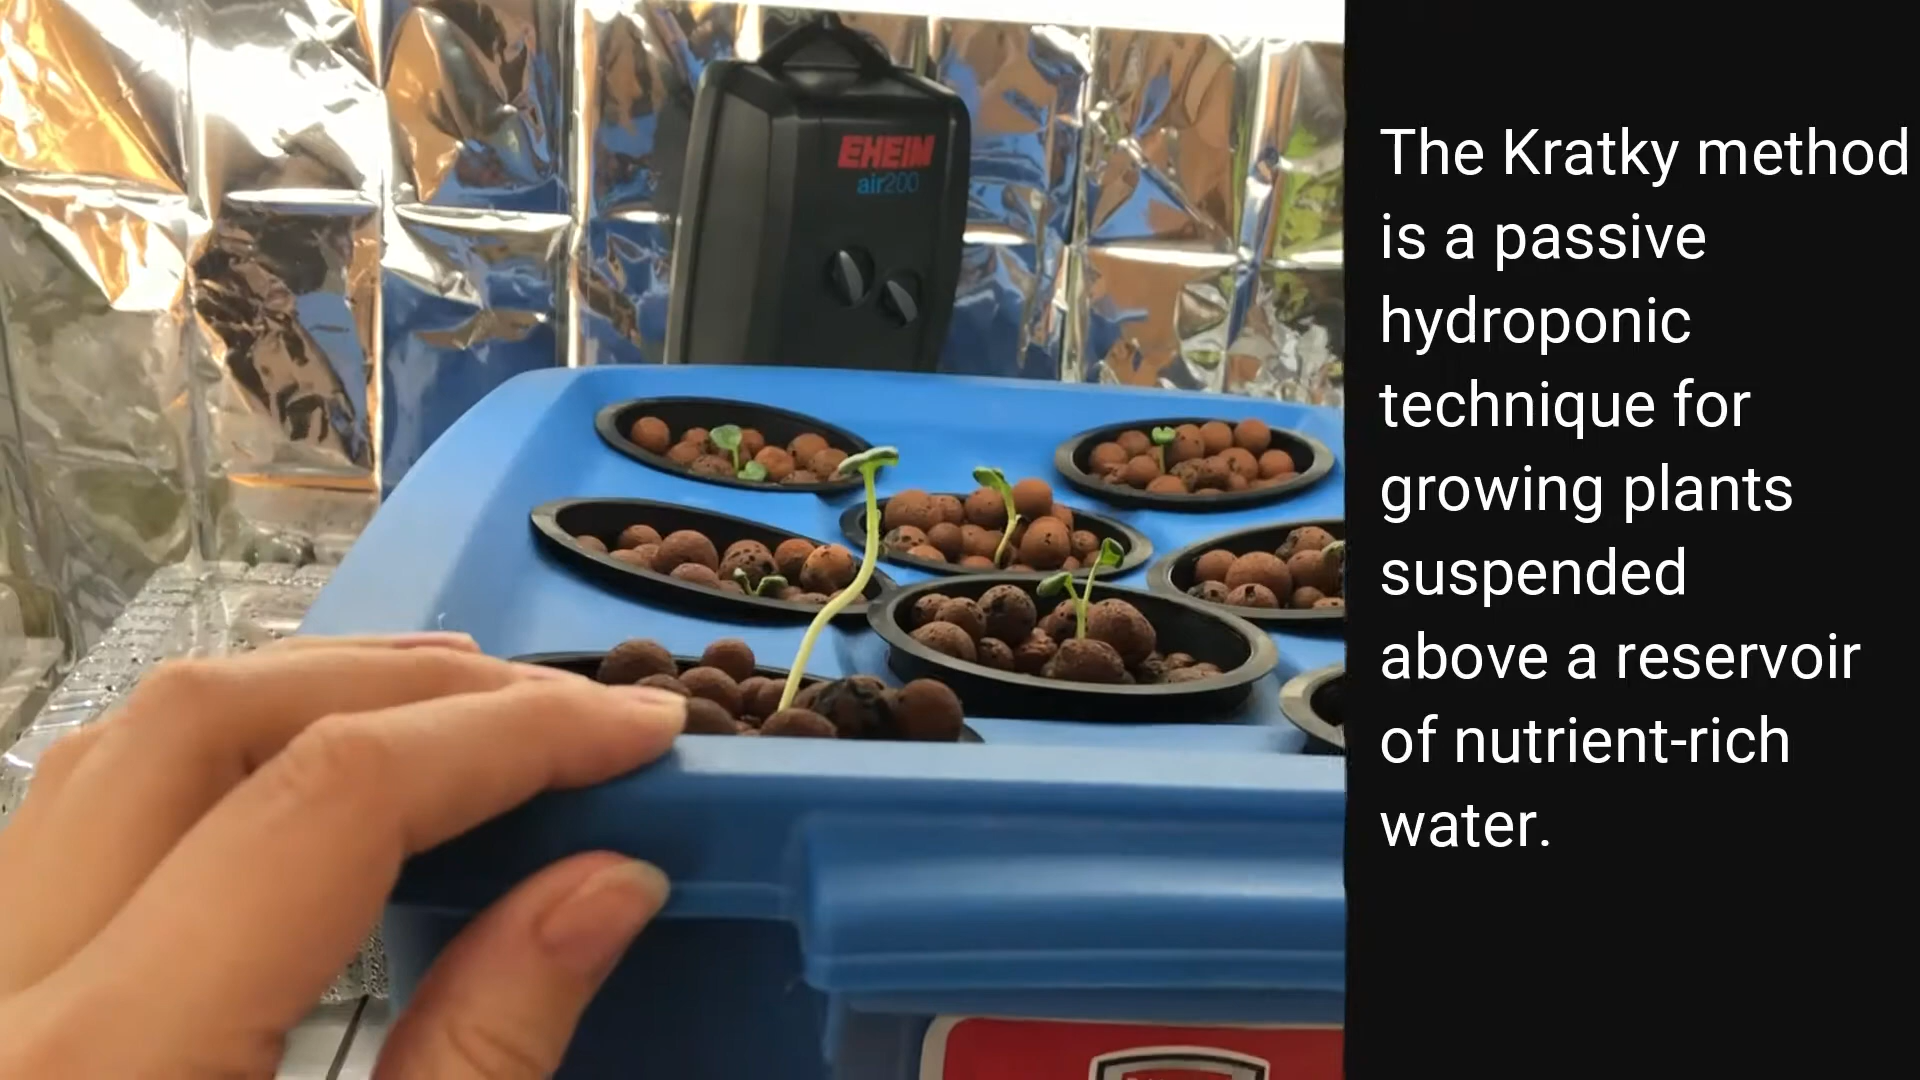 EHEIM
air200
The Kratky method
is a passive
hydroponic
technique for
growing plants
suspended
above a reservoir
of nutrient-rich
water.